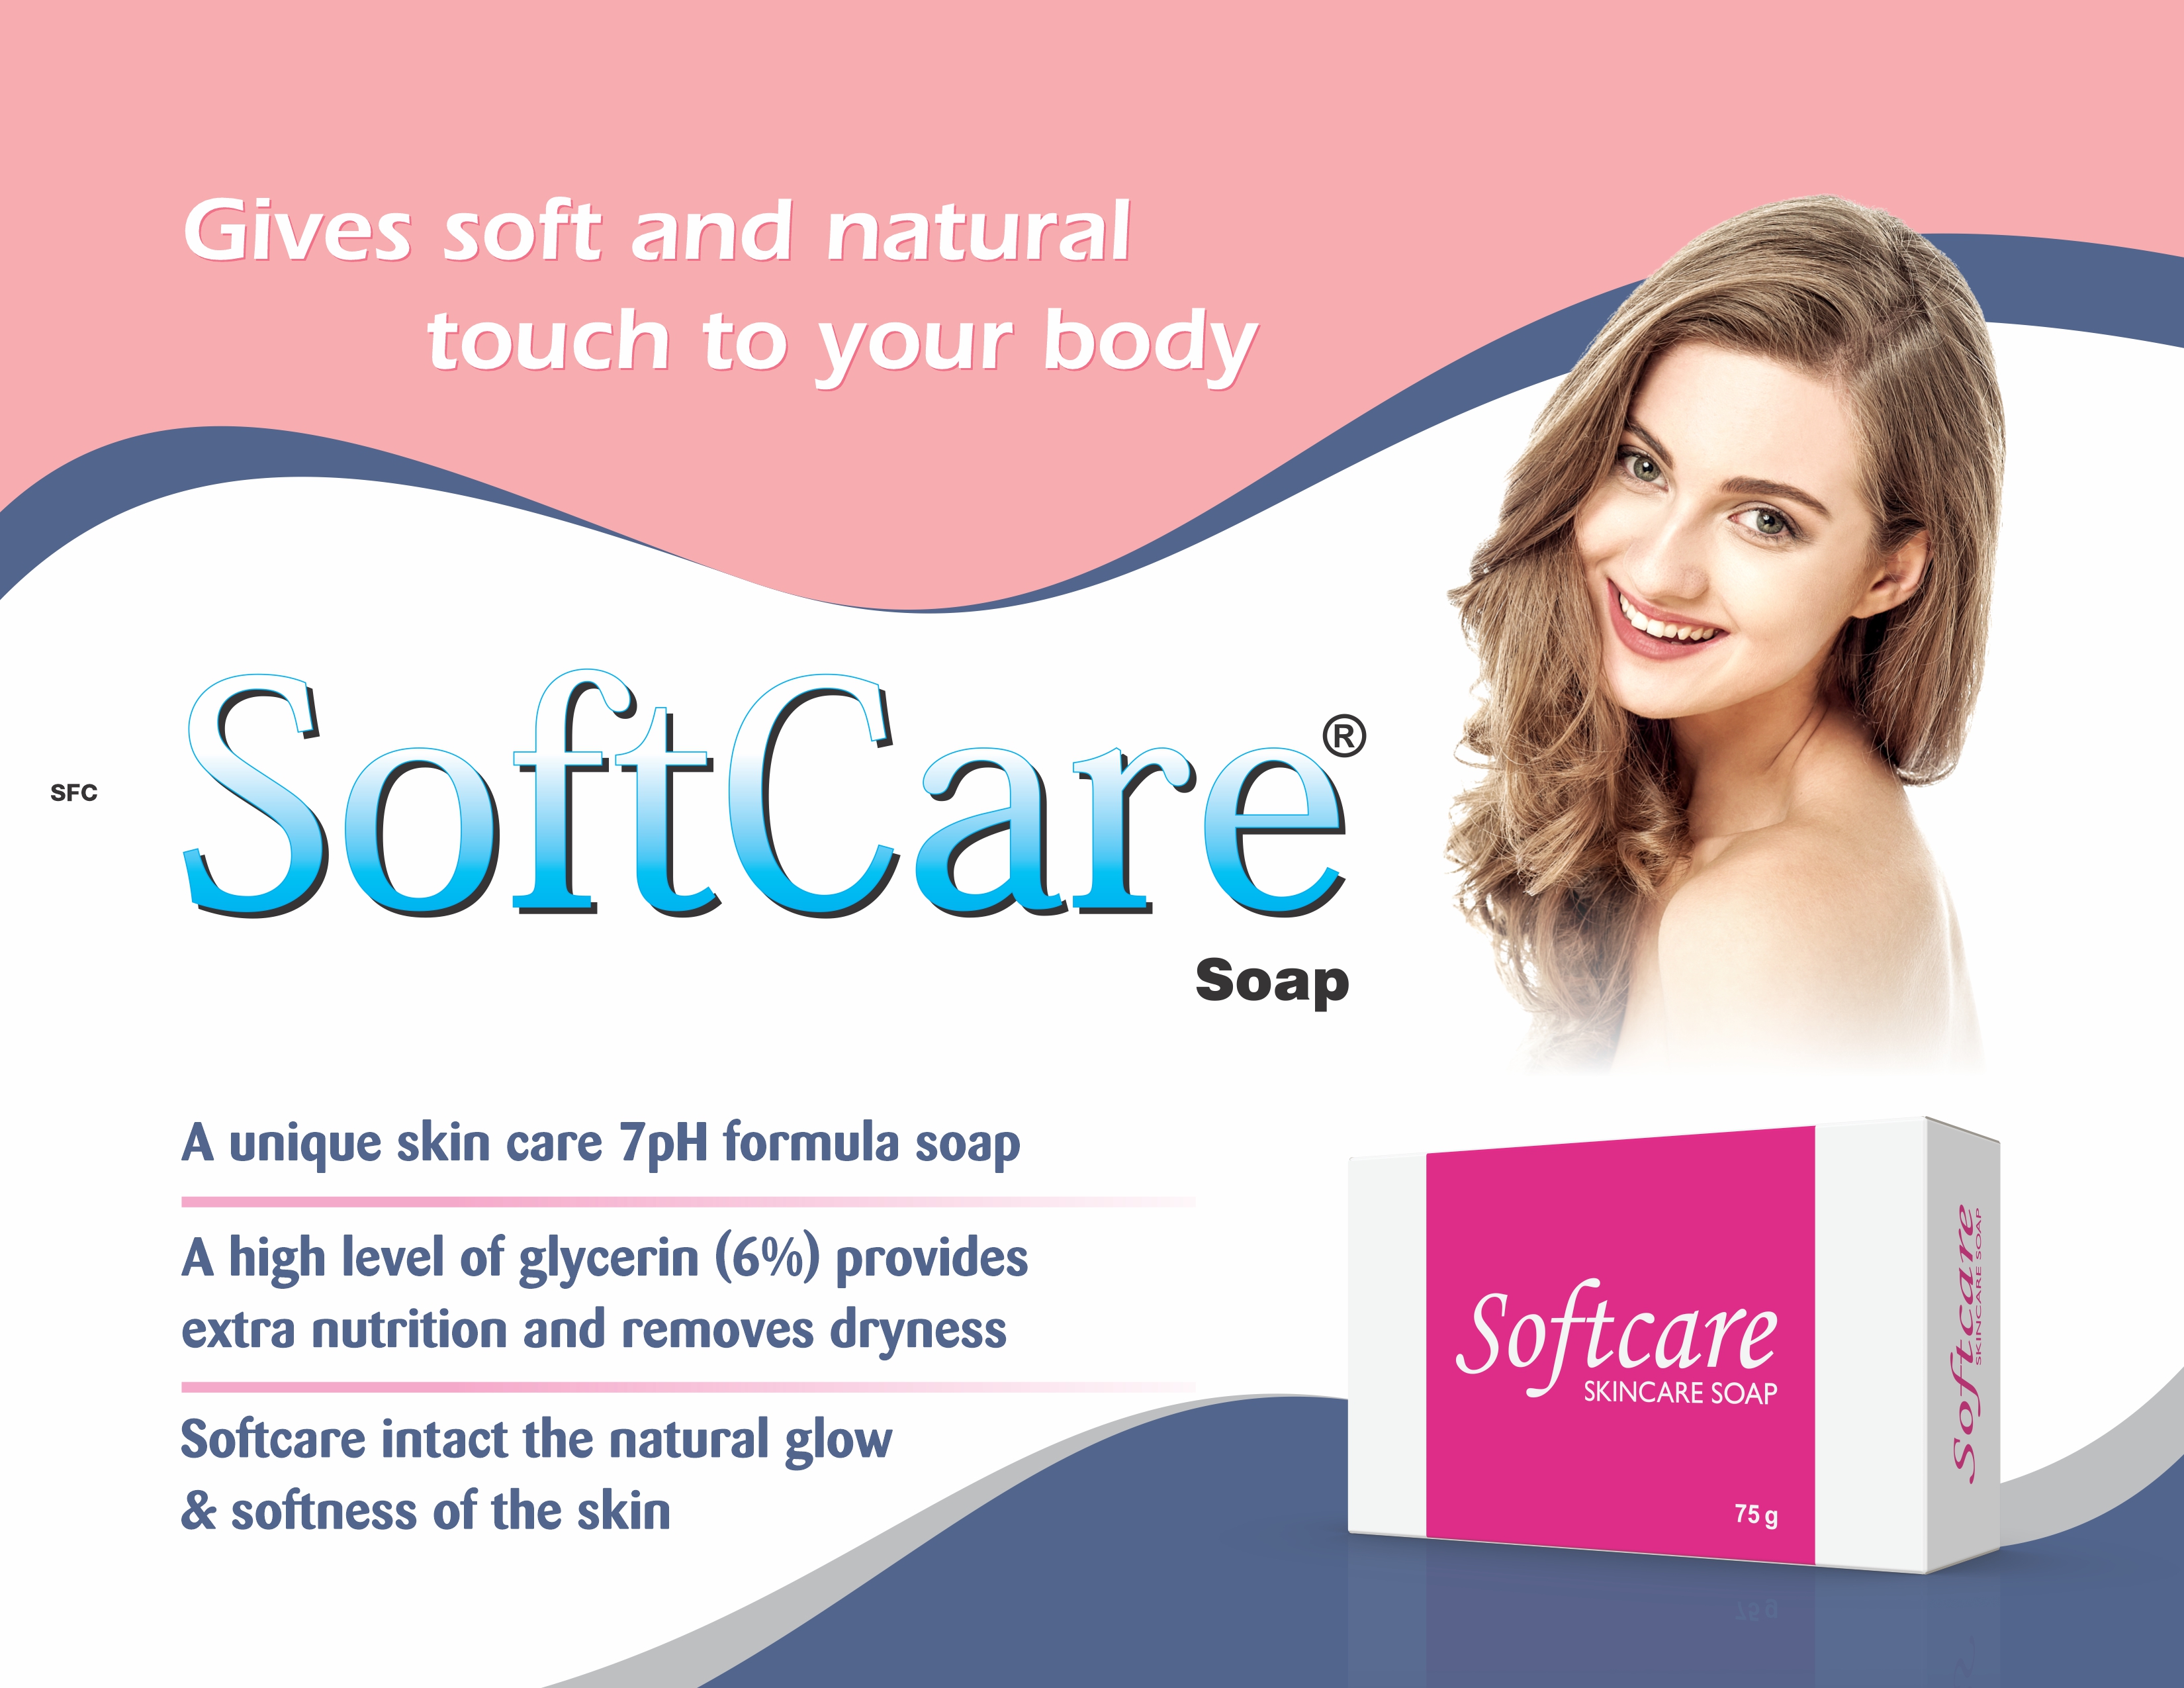 Gives soft and natural
touch to your body
SFC
SoftCare®
Soap
A unique skin care 7pH formula soap
A high level of glycerin (6%) provides
extra nutrition and removes dryness
Softcare intact the natural glow
& softness of the skin
Softcare
SKINCARE SOAP
75 g
Softcare
SKINCARE SOAP